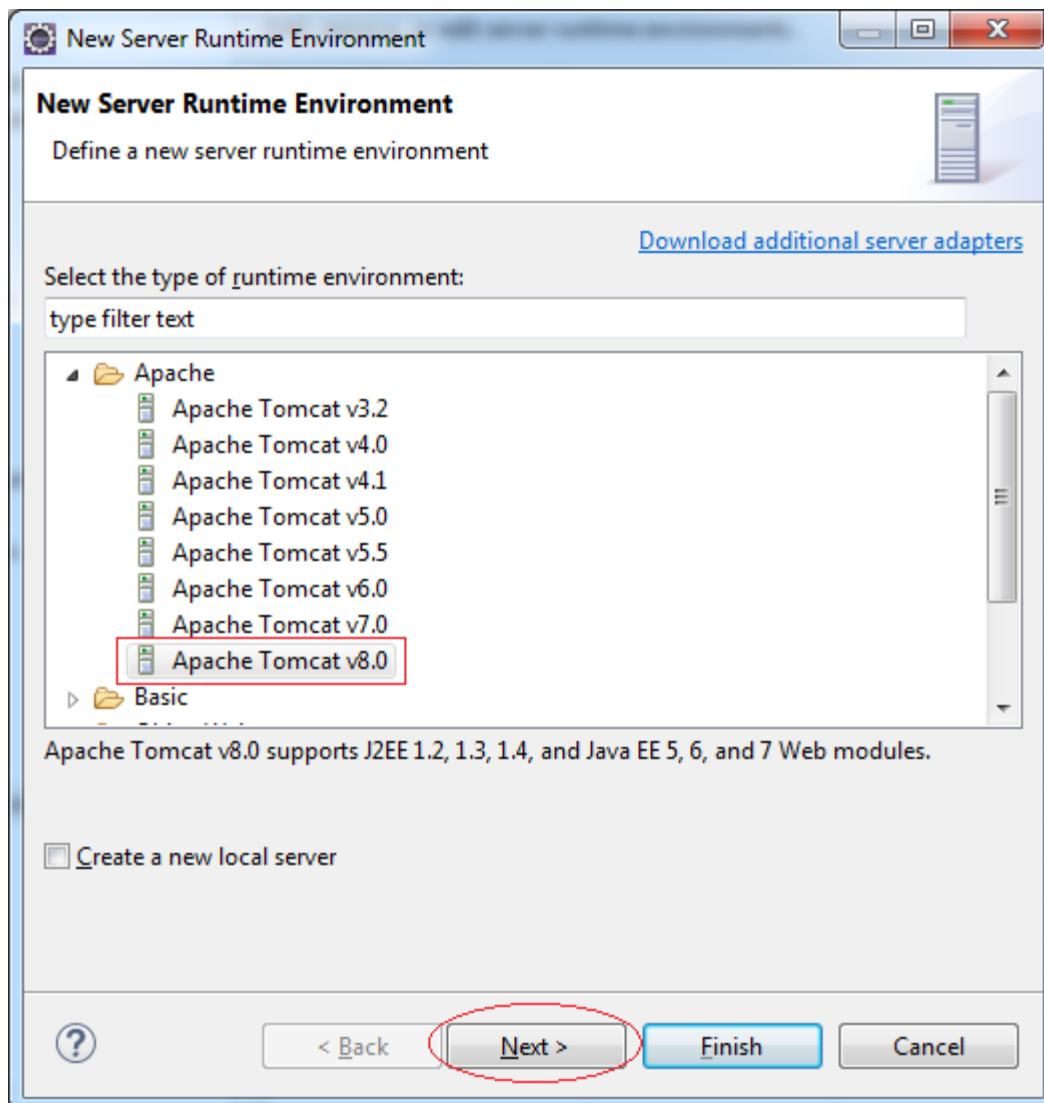 New Server Runtime Environment
New Server Runtime Environment
Define a new server runtime environment
Download additional server adapters
Select the type of runtime environment:
type filter text
Apache
Apache Tomcat v3.2
Apache Tomcat v4.0
Apache Tomcat v4.1
Apache Tomcat v5.0
Apache Tomcat v5.5
Apache Tomcat v6.0
Apache Tomcat v7.0
Apache Tomcat v8.0
Basic
Apache Tomcat v8.0 supports J2EE 1.2, 1.3, 1.4, and Java EE 5, 6, and 7 Web modules.
Create a new local server
? < Back Next > Finish Cancel